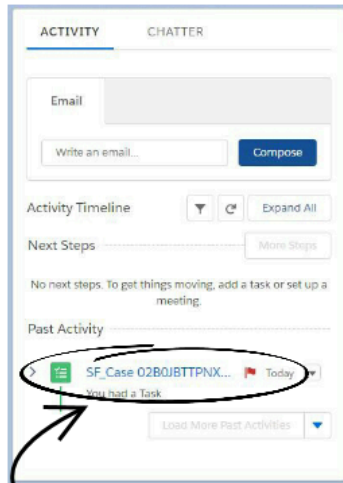 ACTIVITY CHATTER
Email
Write an email... Compose
Activity Timeline Expand All
Next Steps More Steps
No next steps. To get things moving, add a task or set up a
meeting.
Past Activity
SF_Case 02B0JBTTPNX... Today
You had a Task
Load More Past Activities